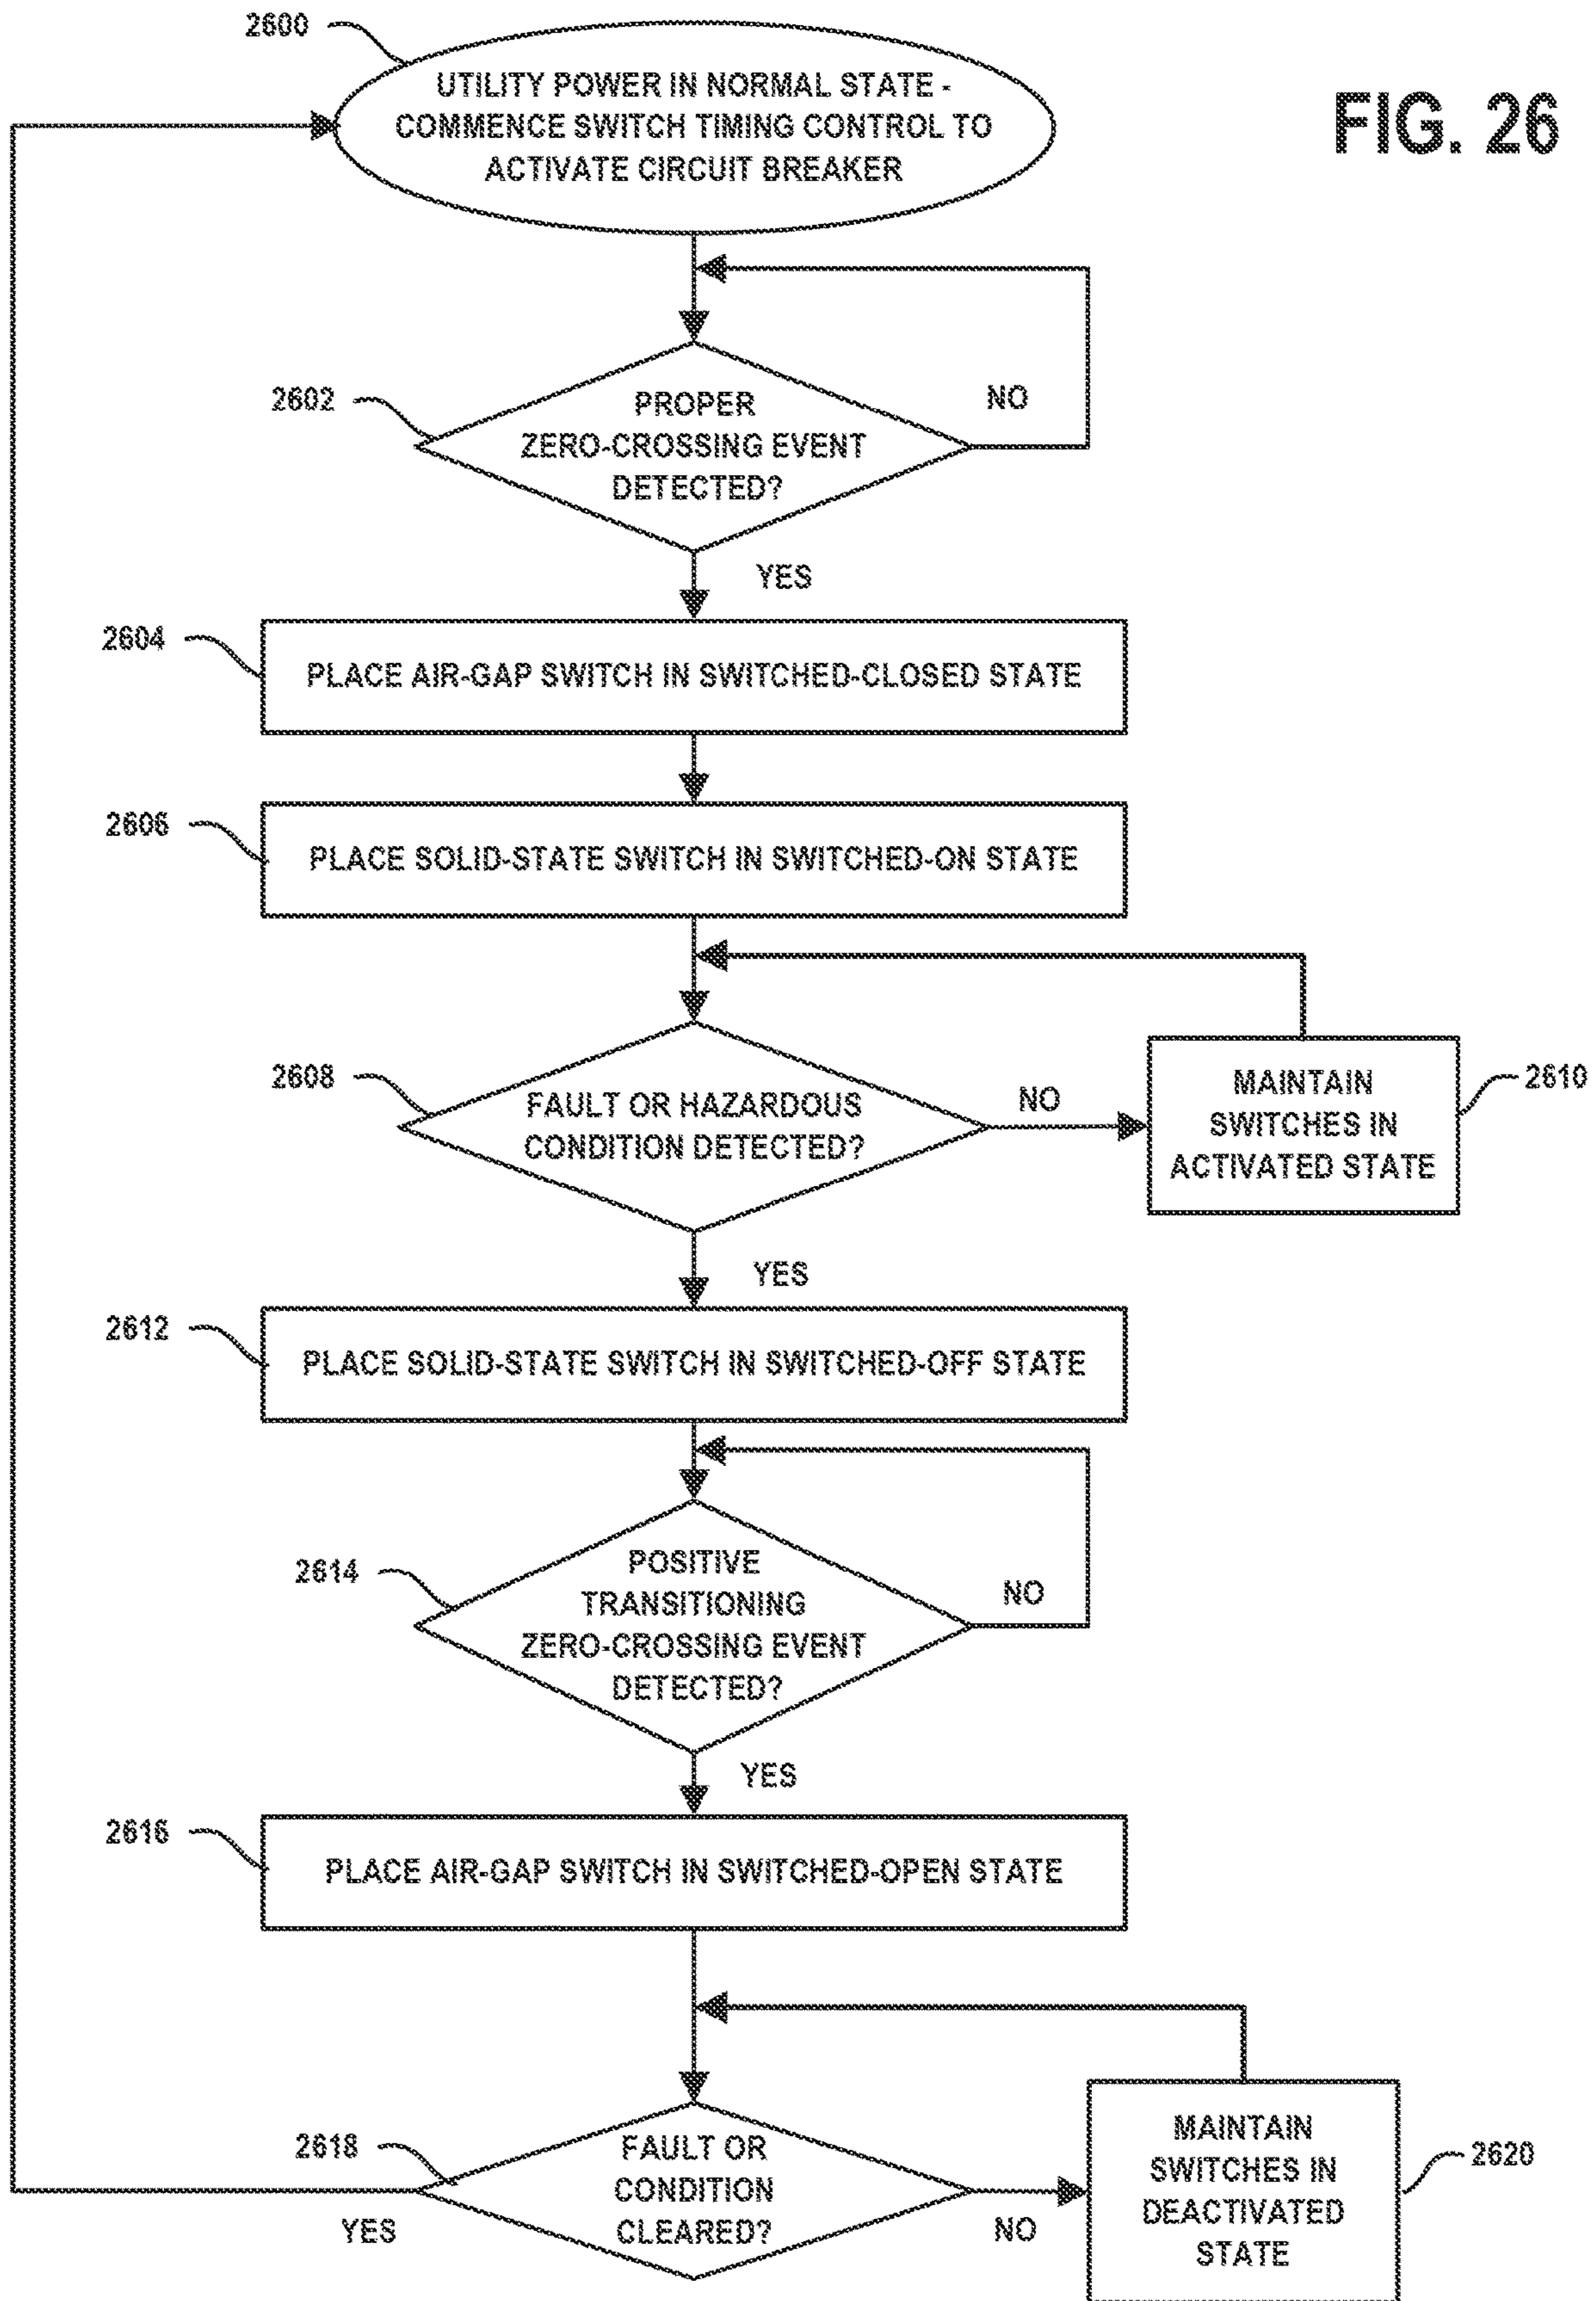 2600
UTILITY POWER IN NORMAL STATE -
COMMENCE SWITCH TIMING CONTROL TO
ACTIVATE CIRCUIT BREAKER
FIG. 26
2602
PROPER
ZERO-CROSSING EVENT
DETECTED?
NO
YES
2604
PLACE AIR-GAP SWITCH IN SWITCHED-CLOSED STATE
2606
PLACE SOLID-STATE SWITCH IN SWITCHED-ON STATE
2608
FAULT OR HAZARDOUS
CONDITION DETECTED?
NO
MAINTAIN
SWITCHES IN
ACTIVATED STATE
2610
YES
2612
PLACE SOLID-STATE SWITCH IN SWITCHED-OFF STATE
2614
POSITIVE
TRANSITIONING
ZERO-CROSSING EVENT
DETECTED?
NO
YES
2616
PLACE AIR-GAP SWITCH IN SWITCHED-OPEN STATE
2618
FAULT OR
CONDITION
CLEARED?
YES
NO
MAINTAIN
SWITCHES IN
DEACTIVATED
STATE
2620